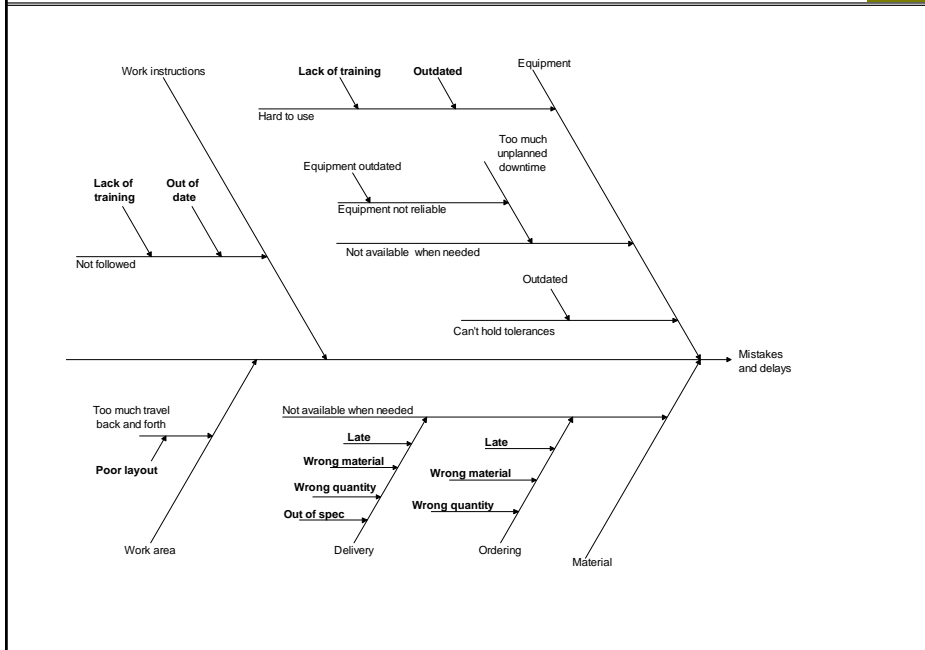 Work instructions
Lack of training
Outdated
Equipment
Hard to use
Too much
unplanned
downtime
Equipment outdated
Lack of
training
Out of
date
Equipment not reliable
Not available when needed
Not followed
Outdated
Can't hold tolerances
Mistakes
and delays
Too much travel
back and forth
Poor layout
Not available when needed
Late
Wrong material
Wrong quantity
Out of spec
Late
Wrong material
Wrong quantity
Work area
Delivery
Ordering
Material